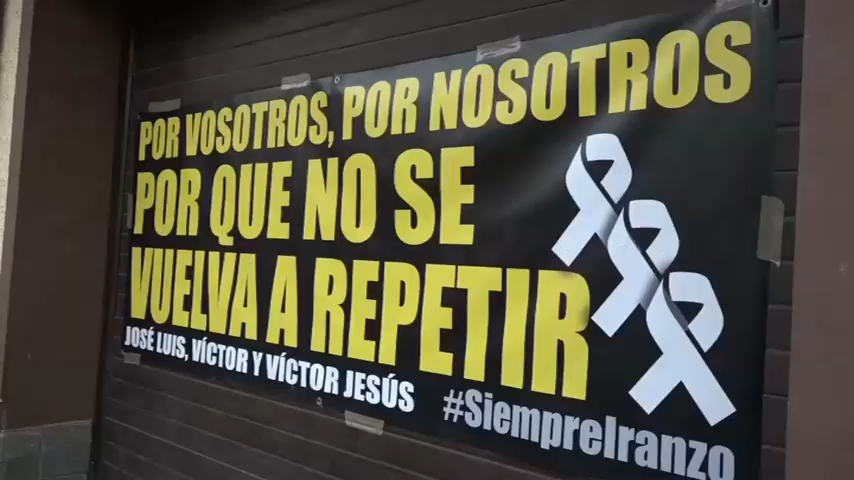 POR VOSOTROS, POR NOSOTROS
POR QUE NO SE
VUELVA A REPETIR
JOSÉ LUIS, VÍCTOR Y VÍCTOR JESÚS
#SiempreIranzo